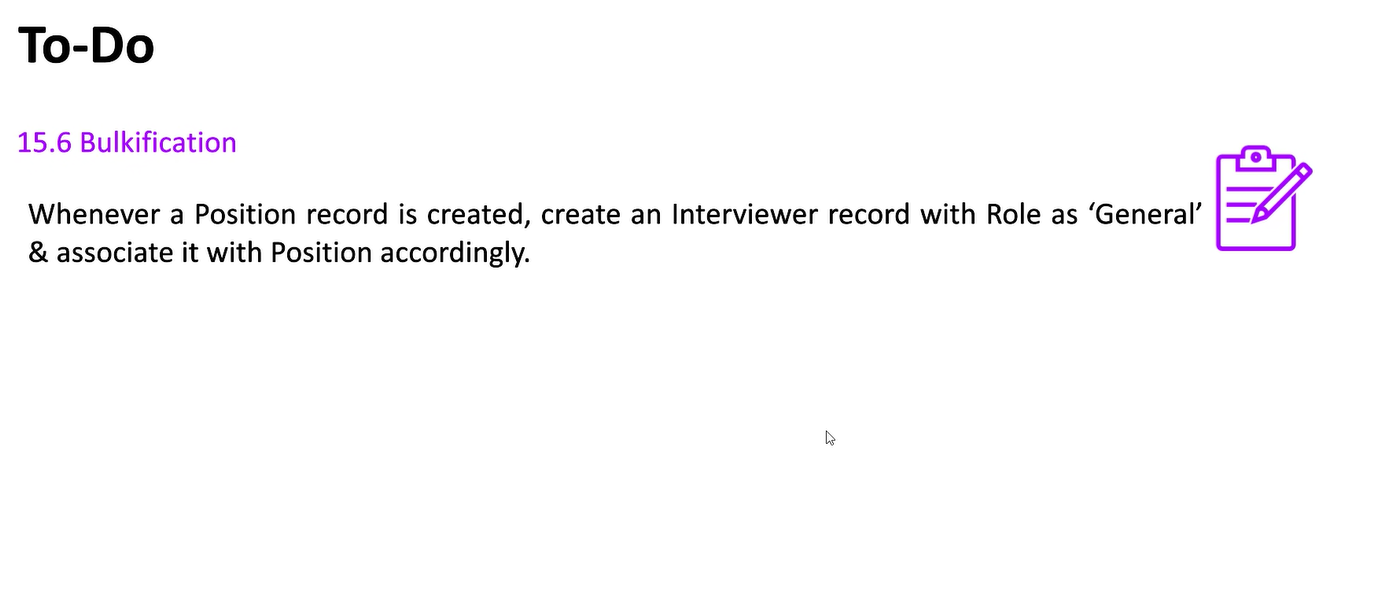 To-Do
15.6 Bulkification
Whenever a Position record is created, create an Interviewer record with Role as ‘General’
& associate it with Position accordingly.